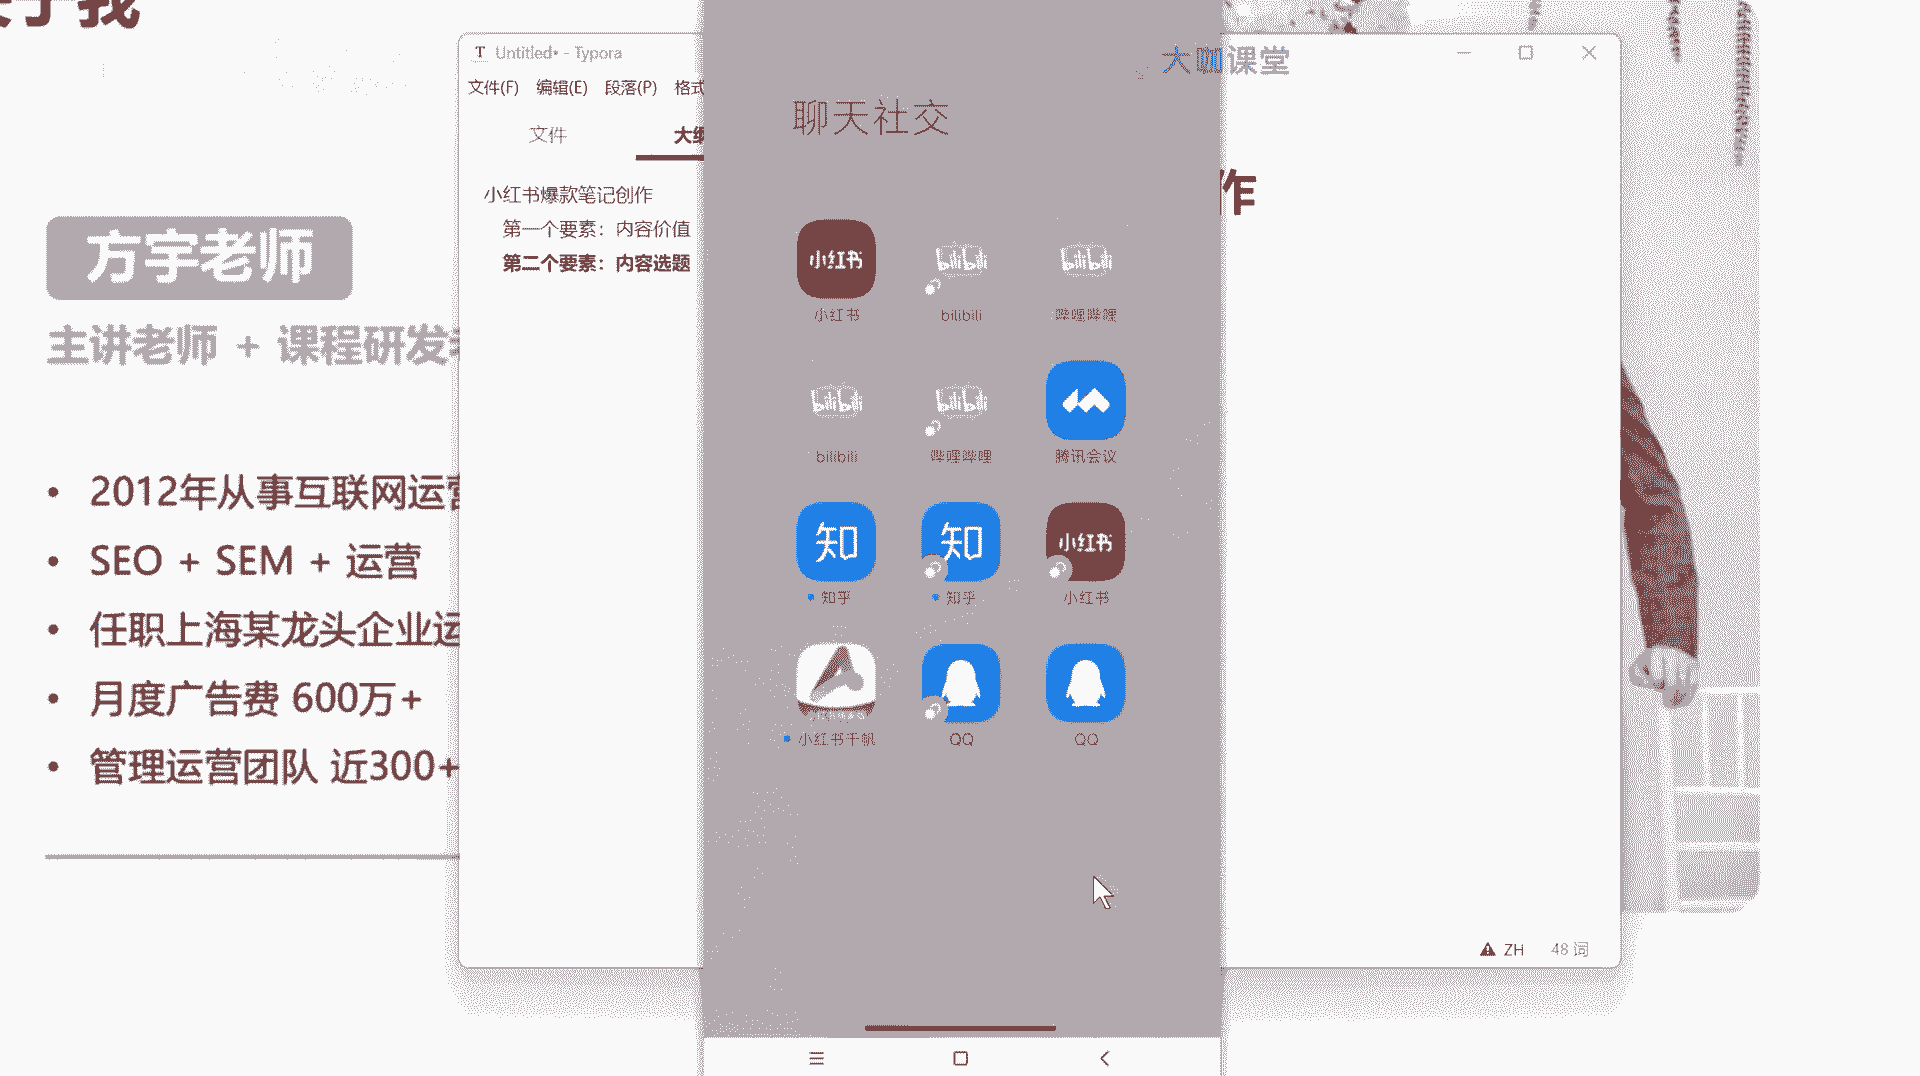 于我
方宇老师
主讲老师 + 课程研发
2012年从事互联网运营
SEO + SEM + 运营
任职上海某龙头企业运
月度广告费 600万+
管理运营团队 近300+
Untitled• - Typora
文件(F) 编辑(E) 段落(P) 格式
文件 大纲
小红书爆款笔记创作
第一个要素：内容价值
第二个要素：内容选题
作
ZH 48 词
大咖课堂
聊天社交
小红书 bilibili bilibili
小红书 bilibili 哔哩哔哩
bilibili bilibili
bilibili 哔哩哔哩 腾讯会议
知 知 小红书
知乎 知乎 小红书
小红书千帆 QQ QQ